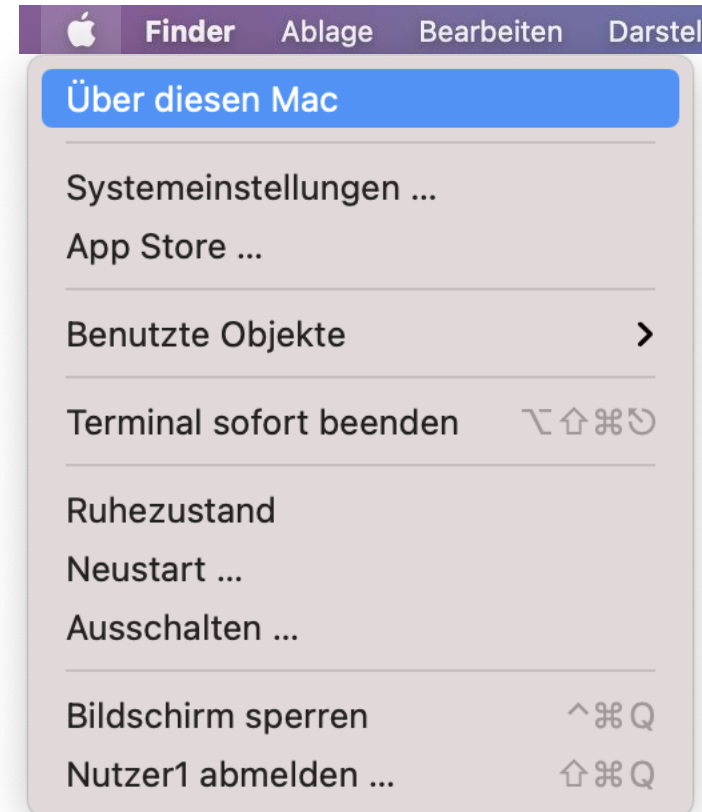 Finder Ablage Bearbeiten Darstel
Über diesen Mac
Systemeinstellungen ...
App Store ...
Benutzte Objekte
Terminal sofort beenden ⌥⇧⌘⎋
Ruhezustand
Neustart ...
Ausschalten ...
Bildschirm sperren ^⌘Q
Nutzer1 abmelden ... ⇧⌘Q